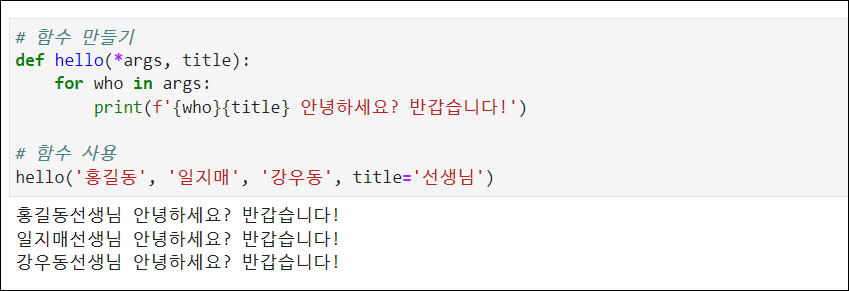 # 함수 만들기
def hello(*args, title):
    for who in args:
        print(f'{who}{title} 안녕하세요? 반갑습니다!')
# 함수 사용
hello('홍길동', '일지매', '강우동', title='선생님')
홍길동선생님 안녕하세요? 반갑습니다!
일지매선생님 안녕하세요? 반갑습니다!
강우동선생님 안녕하세요? 반갑습니다!